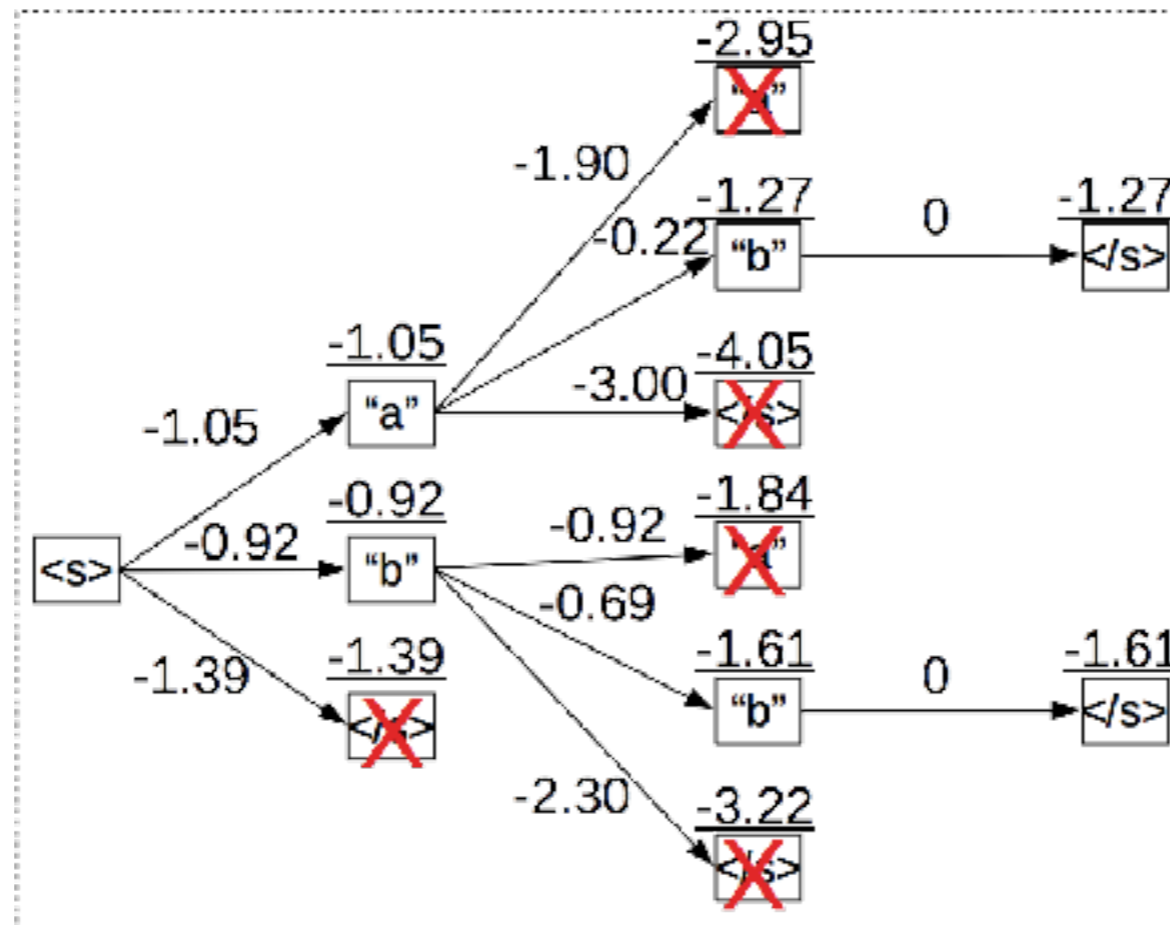 -2.95
“a”
-1.90
-1.27
-1.27
0
-0.22
“b”
</s>
-1.05
-4.05
-3.00
“a”
</s>
-1.05
-0.92
-1.84
-0.92
-0.92
“a”
<s>
“b”
-0.69
-1.39
-1.61
-1.61
-1.39
0
</s>
“b”
</s>
-2.30
-3.22
</s>